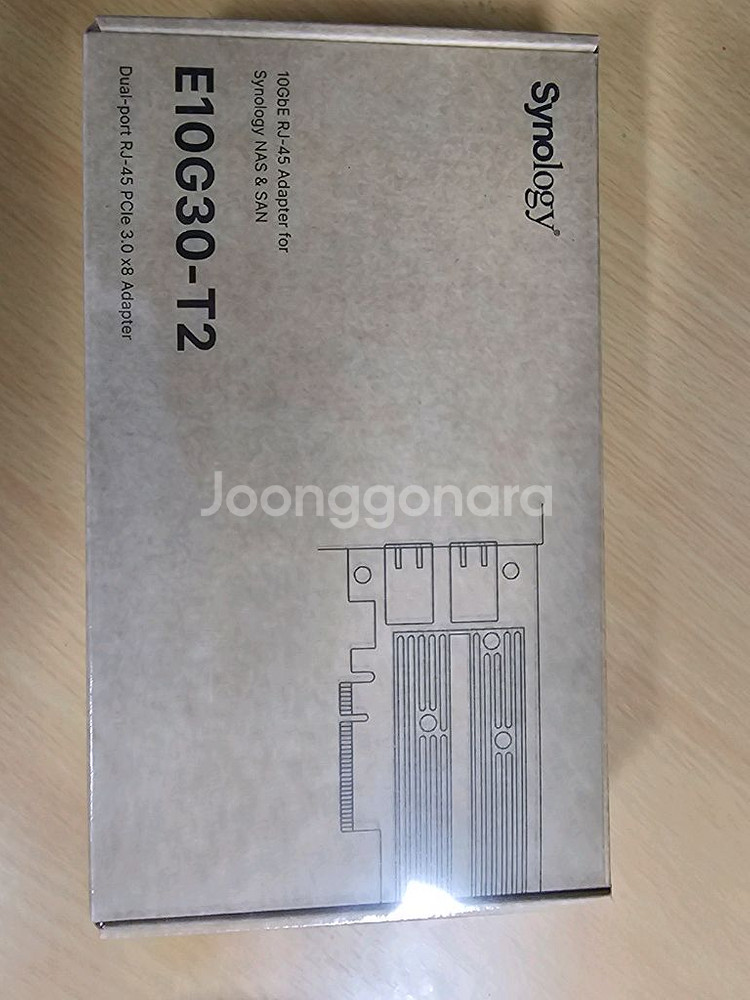 Synology®
10GbE RJ-45 Adapter for
Synology NAS & SAN
E10G30-T2
Dual-port RJ-45 PCIe 3.0 x8 Adapter
Joonggonara